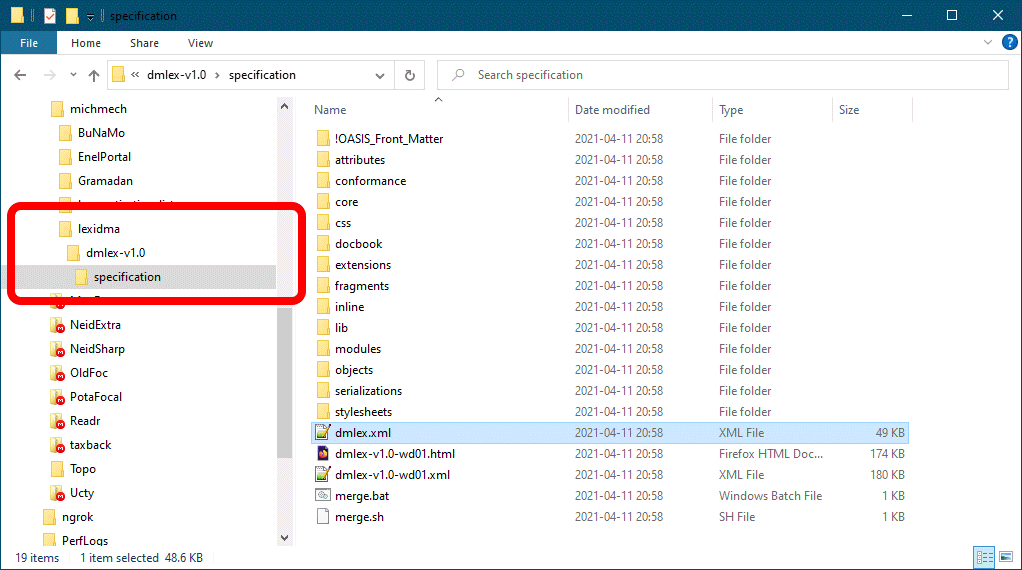 specification
File Home Share View
dmlex-v1.0 specification
Search specification
Name Date modified Type Size
michmech
BuNaMo
EnelPortal
Gramadan
lexidma
dmlex-v1.0
specification
NeidExtra
NeidSharp
OldFoc
PotaFocal
Readr
taxback
Topo
Ucty
ngrok
PerfLogs
!OASIS_Front_Matter 2021-04-11 20:58 File folder
attributes 2021-04-11 20:58 File folder
conformance 2021-04-11 20:58 File folder
core 2021-04-11 20:58 File folder
css 2021-04-11 20:58 File folder
docbook 2021-04-11 20:58 File folder
extensions 2021-04-11 20:58 File folder
fragments 2021-04-11 20:58 File folder
inline 2021-04-11 20:58 File folder
lib 2021-04-11 20:58 File folder
modules 2021-04-11 20:58 File folder
objects 2021-04-11 20:58 File folder
serializations 2021-04-11 20:58 File folder
stylesheets 2021-04-11 20:58 File folder
dmlex.xml 2021-04-11 20:58 XML File 49 KB
dmlex-v1.0-wd01.html 2021-04-11 20:58 Firefox HTML Doc... 174 KB
dmlex-v1.0-wd01.xml 2021-04-11 20:58 XML File 180 KB
merge.bat 2021-04-11 20:58 Windows Batch File 1 KB
merge.sh 2021-04-11 20:58 SH File 1 KB
19 items 1 item selected 48.6 KB